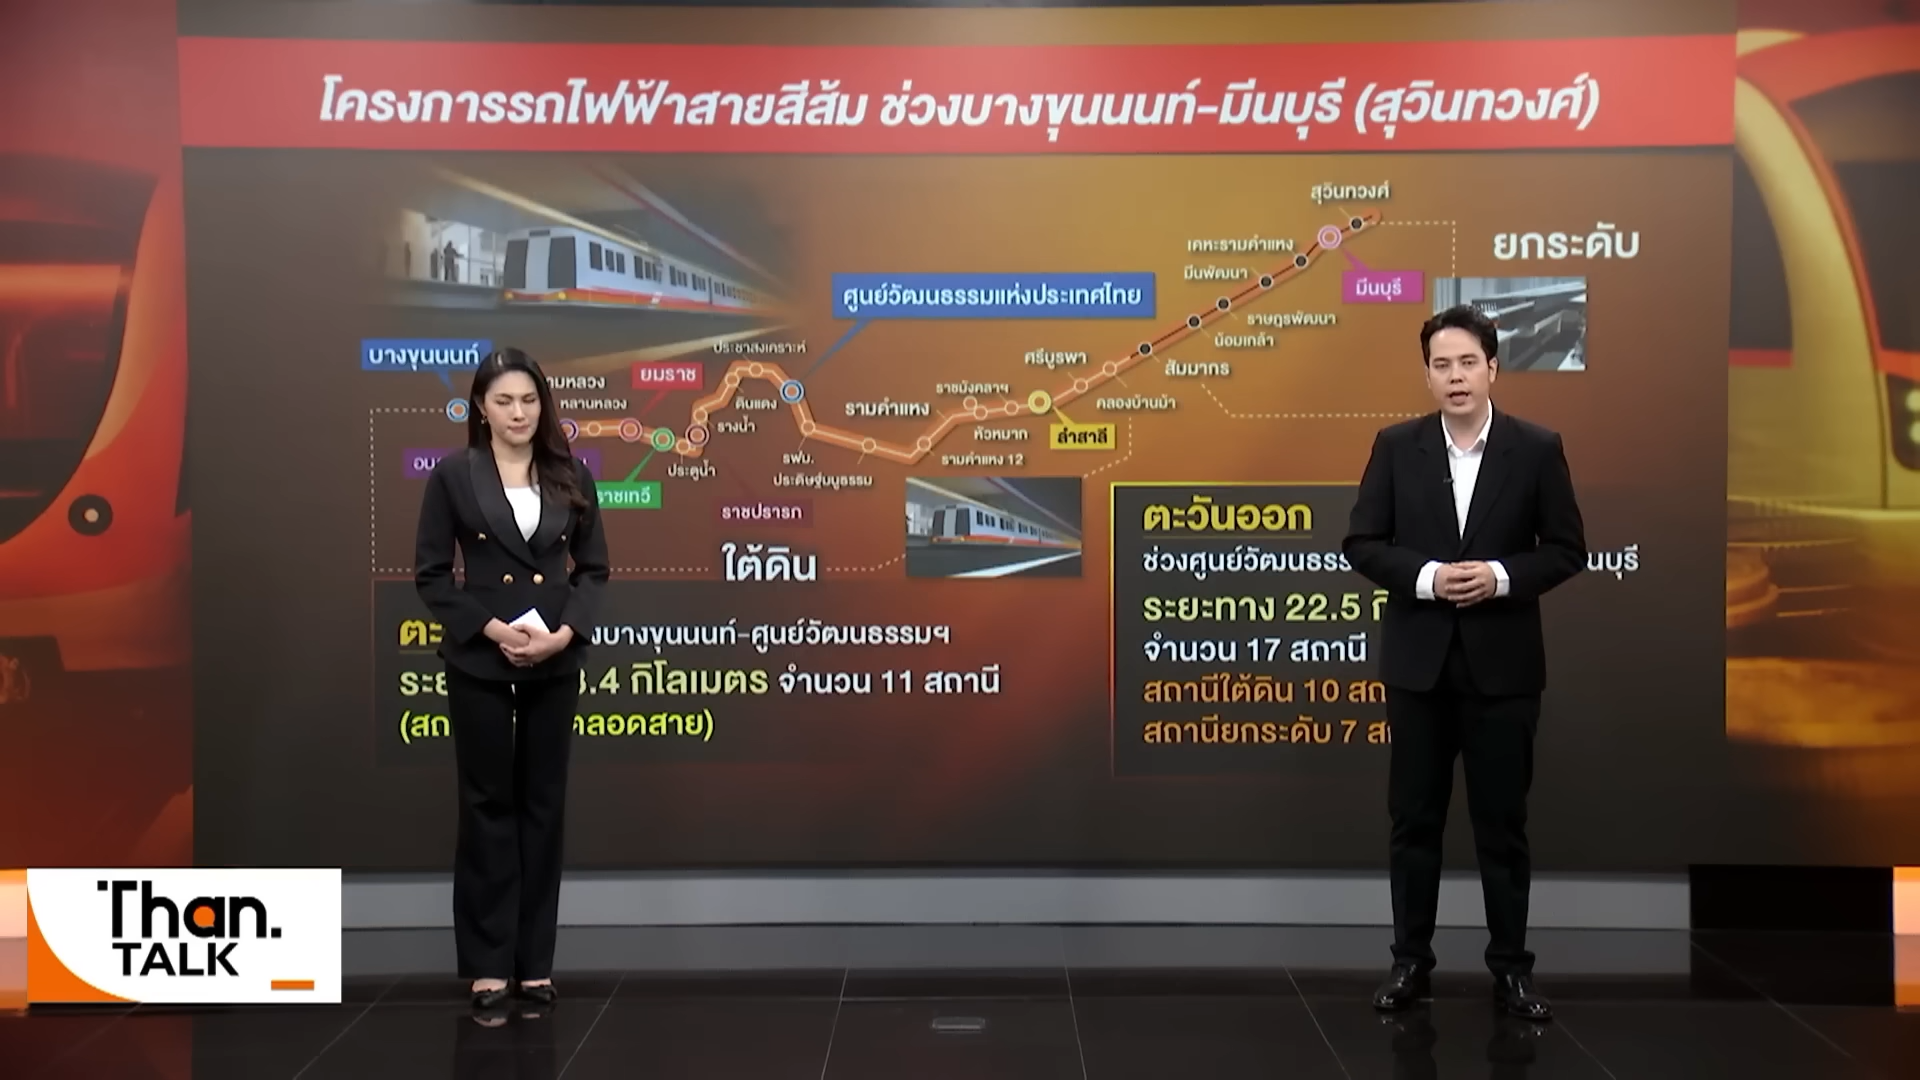 โครงการรถไฟฟ้าสายสีส้ม ช่วงบางขุนนนท์-มีนบุรี (สุวินทวงศ์)
สุวินทวงศ์
ยกระดับ
เคหะรามคำแหง
มีนพัฒนา
มีนบุรี
ศูนย์วัฒนธรรมแห่งประเทศไทย
ราษฎร์พัฒนา
น้อมเกล้า
บางขุนนนท์
ประชาสงเคราะห์
ศรีบูรพา
สัมมากร
ยมราช
หลานหลวง
ดินแดง
รางน้ำ
รามคำแหง
ราชมังคลาฯ
คลองบ้านม้า
หัวหมาก
ลำสาลี
ประตูน้ำ
รฟม.
รามคำแหง 12
ประดิษฐ์มนูธรรม
ราชเทวี
ราชปรารภ
ใต้ดิน
บางขุนนนท์-ศูนย์วัฒนธรรมฯ
.4 กิโลเมตร จำนวน 11 สถานี
ตลอดสาย)
ตะวันออก
ช่วงศูนย์วัฒนธรร
ระยะทาง 22.5
จำนวน 17 สถานี
สถานีใต้ดิน 10
สถานียกระดับ 7
Than.
TALK